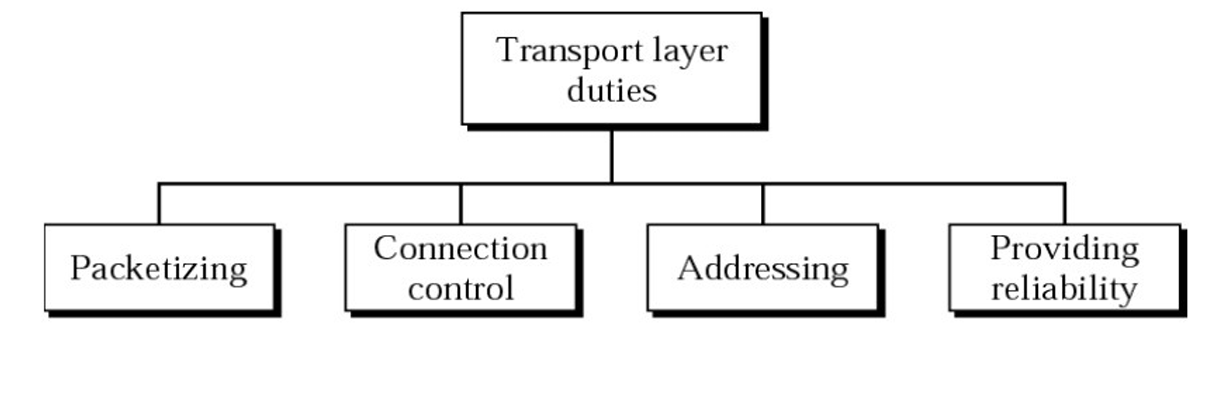 Transport layer
duties
Packetizing
Connection
control
Addressing
Providing
reliability